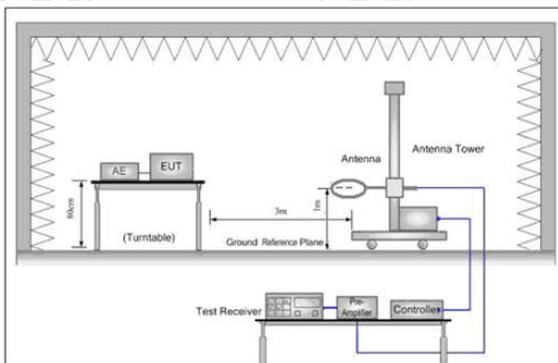 AE
EUT
Antenna
Antenna Tower
80cm
3m
1m
(Turntable)
Ground Reference Plane
Test Receiver
Pre-
Amplifier
Controller